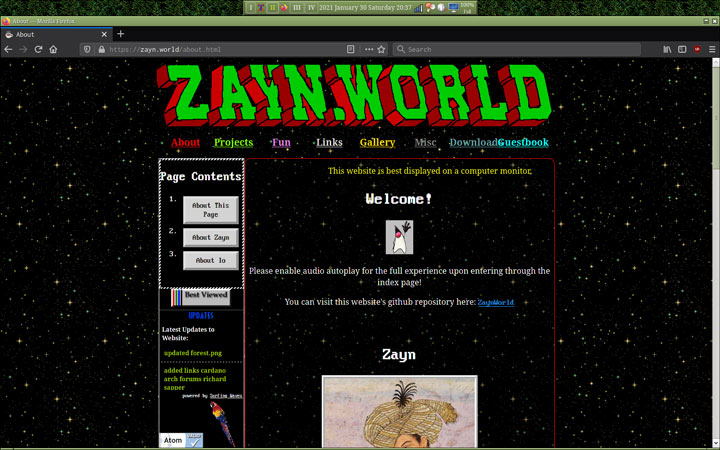 I T II III IV 2021 January 30 Saturday 20:37 100% Full
About — Mozilla Firefox
About
https://zayn.world/about.html
Search
ZAYN.WORLD
About Projects Fun Links Gallery Misc Download Guestbook
This website is best displayed on a computer monitor.
Page Contents
1. About This
Page
2. About Zayn
3. About Io
Best Viewed
UPDATES
Latest Updates to
Website:
updated forest.png
added links cardano
arch forums richard
sapper
powered by Surfing Waves
Atom
Welcome!
Please enable audio autoplay for the full experience upon entering through the
index page!
You can visit this website's github repository here: ZaynWorld
Zayn